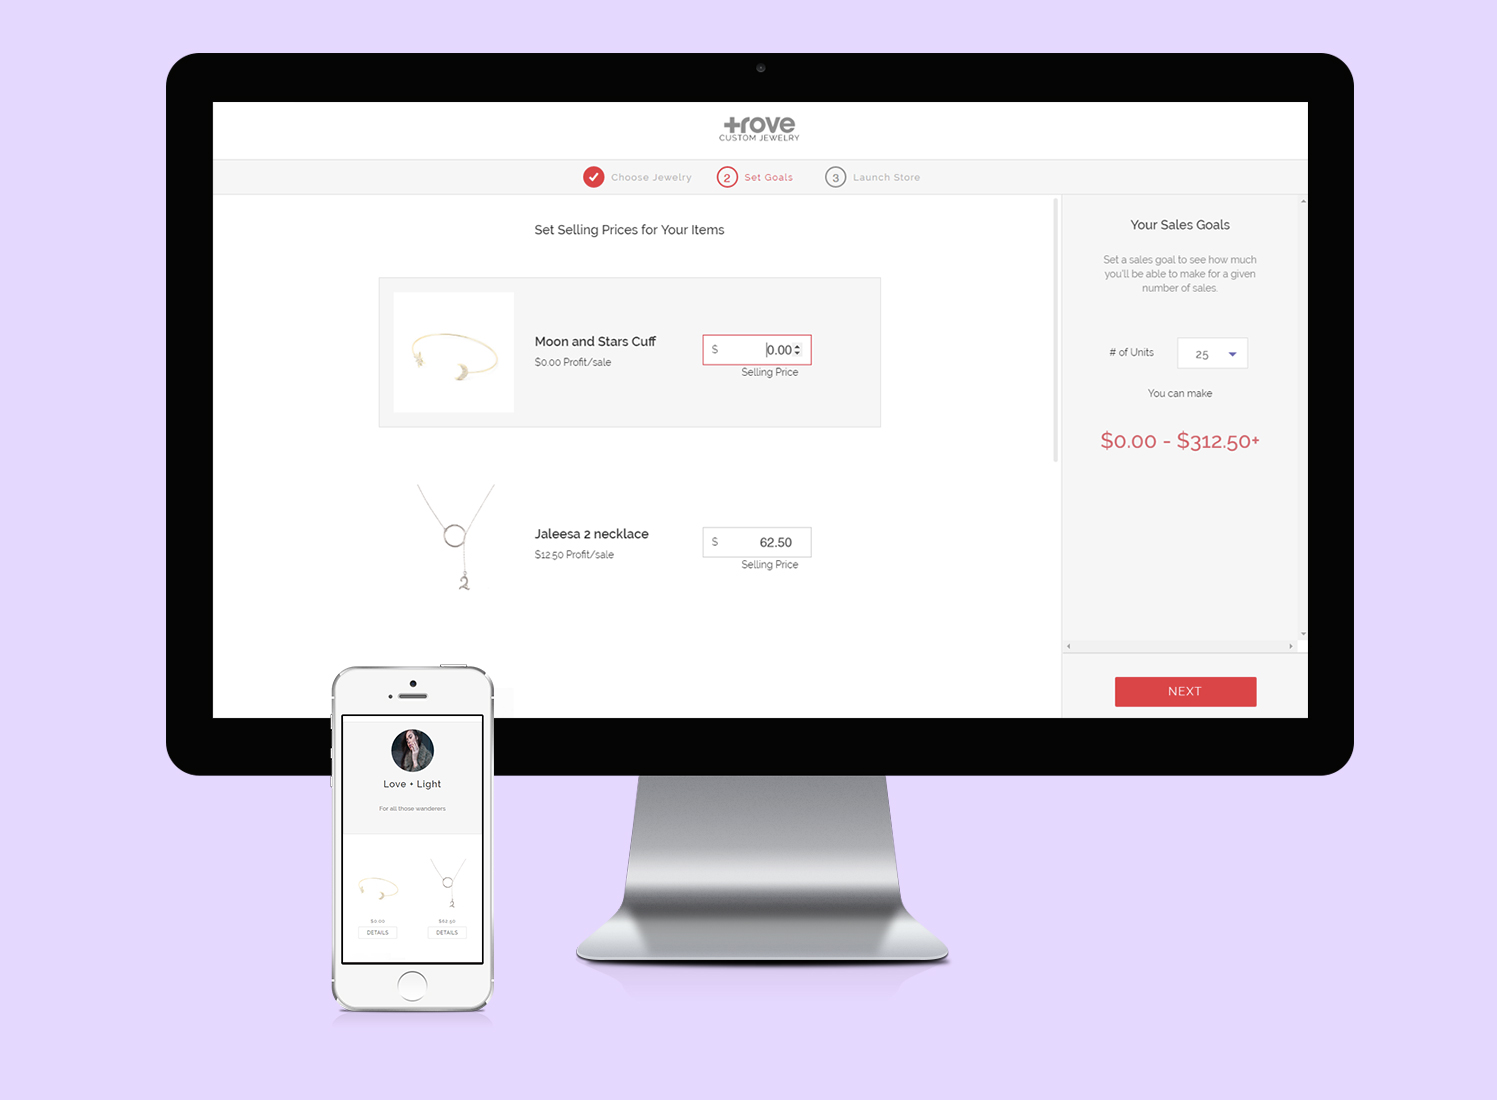 trove
CUSTOM JEWELRY
Choose Jewelry
2 Set Goals
3 Launch Store
Set Selling Prices for Your Items
Moon and Stars Cuff
$0.00 Profit/sale
$ 0.00
Selling Price
Jaleesa 2 necklace
$12.50 Profit/sale
$ 62.50
Selling Price
2
Your Sales Goals
Set a sales goal to see how much
you'll be able to make for a given
number of sales.
# of Units 25
You can make
$0.00 - $312.50+
NEXT
Love + Light
For all those wanderers
2
$0.00 $62.50
DETAILS DETAILS